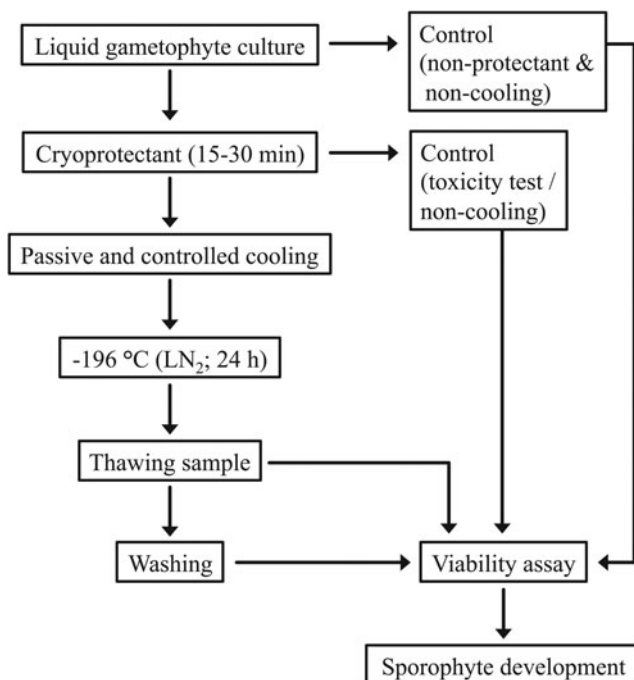 Liquid gametophyte culture
Control
(non-protectant &
non-cooling)
Cryoprotectant (15-30 min)
Control
(toxicity test /
non-cooling)
Passive and controlled cooling
-196 °C (LN₂; 24 h)
Thawing sample
Washing
Viability assay
Sporophyte development